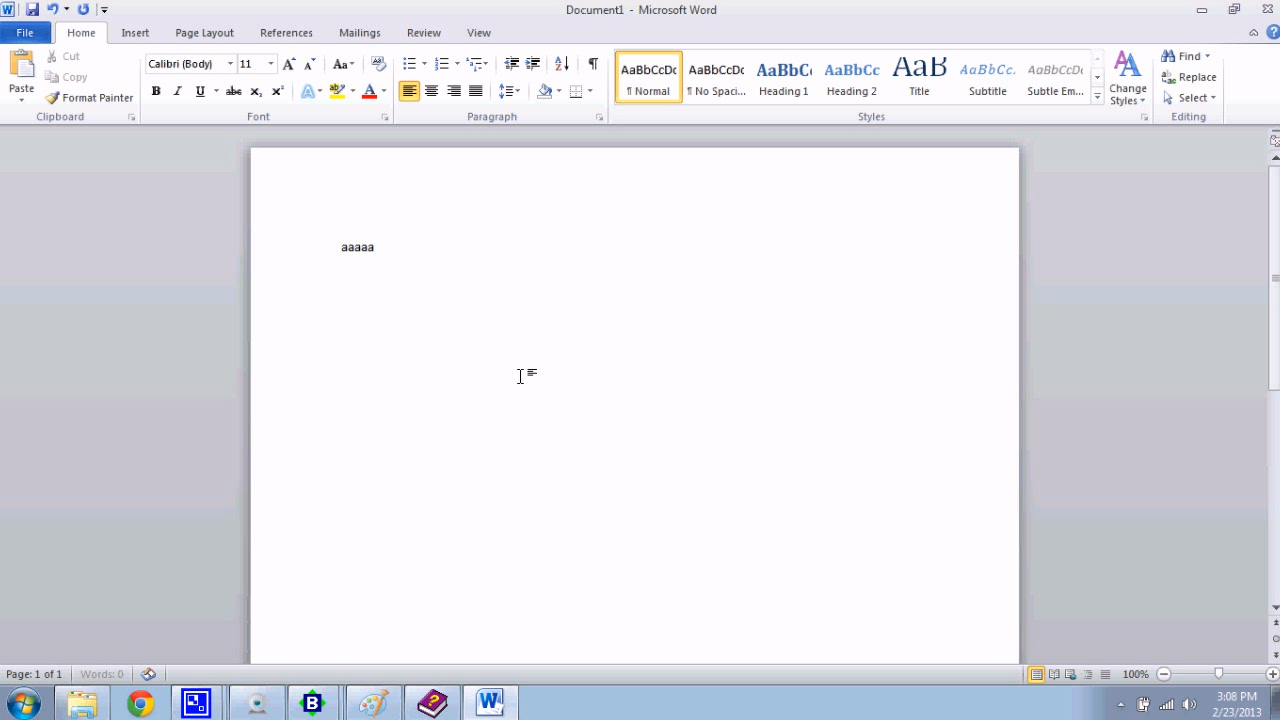 Document1 - Microsoft Word
File Home Insert Page Layout References Mailings Review View
Paste
Cut
Copy
Format Painter
Clipboard
Calibri (Body) 11
Font
Paragraph
AaBbCcDc AaBbCcDc AaBbCc AaBbCc AaB AaBbCc. AaBbCcDc
¶ Normal ¶ No Spaci... Heading 1 Heading 2 Title Subtitle Subtle Em...
Change Styles
Styles
Find
Replace
Select
Editing
aaaaa
Page: 1 of 1 Words: 0 100%
3:08 PM
2/23/2013